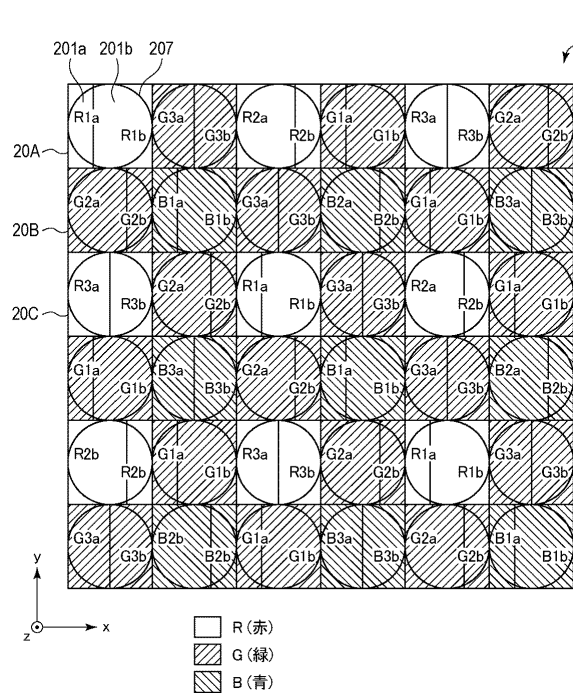 201a 201b 207
R1a R1b G3a G3b R2a R2b G1a G1b R3a R3b G2a G2b
20A
G2a G2b B1a B1b G3a G3b B2a B2b G1a G1b B3a B3b
20B
R3a R3b G2a G2b R1a R1b G3a G3b R2a R2b G1a G1b
20C
G1a G1b B3a B3b G2a G2b B1a B1b G3a G3b B2a B2b
R2b R2b G1a G1b R3a R3b G2a G2b R1a R1b G3a G3b
G3a G3b B2b B2b G1a G1b B3a B3b G2a G2b B1a B1b
y
z x
R (赤)
G (緑)
B (青)